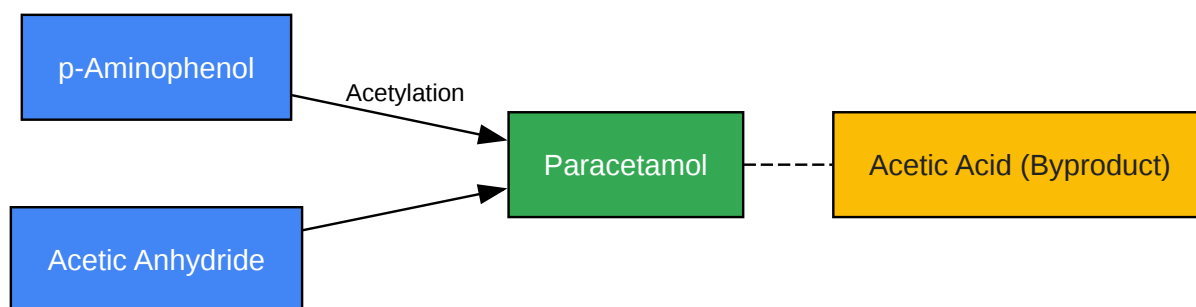 p-Aminophenol
Acetylation
Paracetamol
Acetic Acid (Byproduct)
Acetic Anhydride